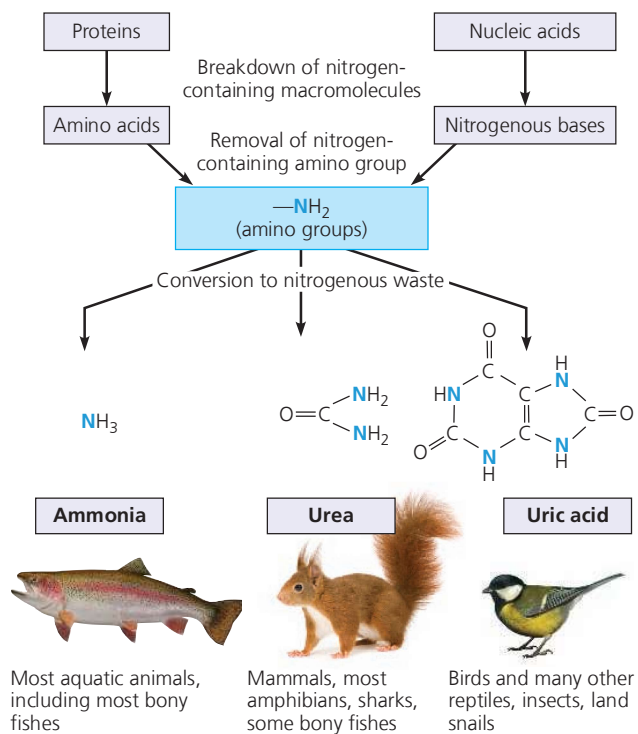 Proteins
Nucleic acids
Breakdown of nitrogen-
containing macromolecules
Amino acids
Nitrogenous bases
Removal of nitrogen-
containing amino group
—NH₂
(amino groups)
Conversion to nitrogenous waste
NH₃
O=C
NH₂
NH₂
O
C
HN
C
O
N
H
C
C
H
N
C=O
N
H
Ammonia
Urea
Uric acid
Most aquatic animals,
including most bony
fishes
Mammals, most
amphibians, sharks,
some bony fishes
Birds and many other
reptiles, insects, land
snails